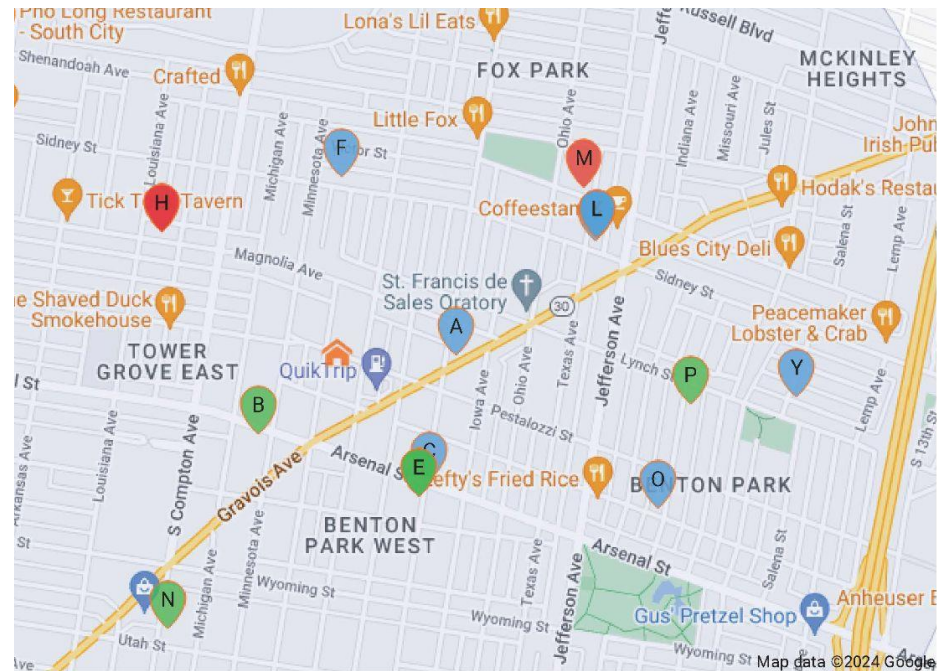 Pho Long Restaurant
- South City
Lona's Lil Eats
Russell Blvd
MCKINLEY
HEIGHTS
Shenandoah Ave
Crafted
FOX PARK
Little Fox
Ohio Ave
Indiana Ave
Missouri Ave
Jules St
Sidney St
Louisiana Ave
Michigan Ave
Minnesota Ave
F
M
Hodak's Restau
Tick T
H
Tavern
Coffeestan
L
Blues City Deli
Salena St
Lemp Ave
Magnolia Ave
St. Francis de
Sales Oratory
30
Sidney St
e Shaved Duck
Smokehouse
A
Peacemaker
Lobster & Crab
TOWER
GROVE EAST
QuikTrip
Iowa Ave
Ohio Ave
Texas Ave
Jefferson Ave
Lynch S
P
Y
B
Pestalozzi St
Lemp Ave
S 13th S
Arkansas Ave
Louisiana Ave
S Compton Ave
Gravois Ave
Arsenal S
C
E
efty's Fried Rice
O
BENTON PARK
BENTON
PARK WEST
St
Michigan Ave
Minnesota Ave
Wyoming St
Texas Ave
Jefferson Ave
Arsenal St
Salena St
N
Utah St
Wyoming St
Gus' Pretzel Shop
Anheuser B
Wyoming St
Map data ©2024 Google